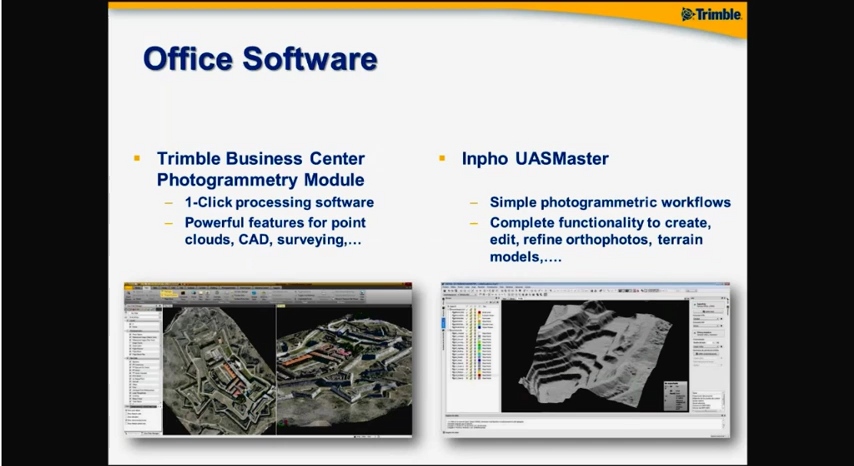 Trimble
Office Software
Trimble Business Center
Photogrammetry Module
– 1-Click processing software
– Powerful features for point
clouds, CAD, surveying,…
Inpho UASMaster
– Simple photogrammetric workflows
– Complete functionality to create,
edit, refine orthophotos, terrain
models,….